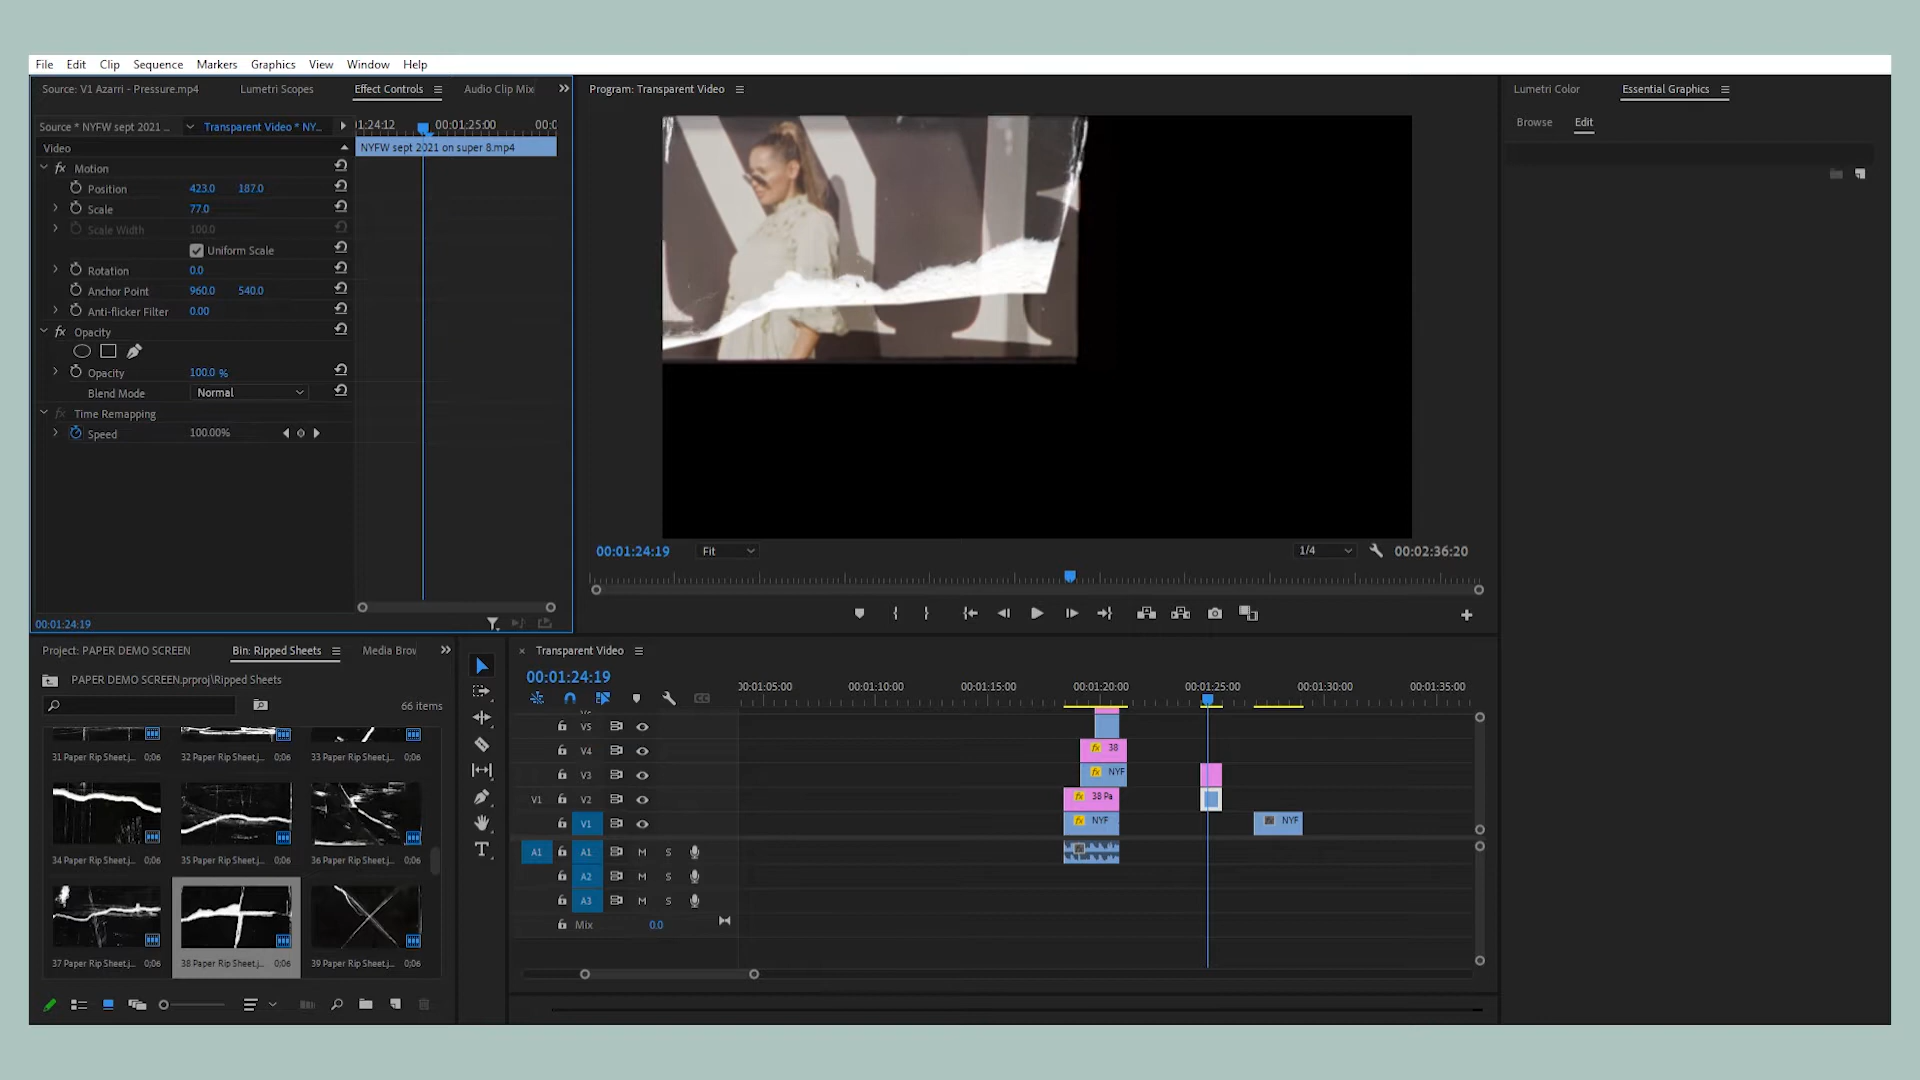 File Edit Clip Sequence Markers Graphics View Window Help
Source: V1 Azarri - Pressure.mp4 Lumetri Scopes Effect Controls Audio Clip Mix
Source * NYFW sept 2021 ... Transparent Video * NY...
1:24:12 00:01:25:00 00:0
Video
NYFW sept 2021 on super 8.mp4
fx Motion
Position 423.0 187.0
Scale 77.0
Scale Width 100.0
Uniform Scale
Rotation 0.0
Anchor Point 960.0 540.0
Anti-flicker Filter 0.00
fx Opacity
Opacity 100.0 %
Blend Mode Normal
fx Time Remapping
Speed 100.00%
00:01:24:19
Program: Transparent Video
00:01:24:19 Fit 1/4 00:02:36:20
Lumetri Color Essential Graphics
Browse Edit
Project: PAPER DEMO SCREEN Bin: Ripped Sheets Media Brov
PAPER DEMO SCREEN.prproj\Ripped Sheets
66 items
31 Paper Rip Sheet.j... 0;06 32 Paper Rip Sheet.j... 0;06 33 Paper Rip Sheet.j... 0;06
34 Paper Rip Sheet.j... 0;06 35 Paper Rip Sheet.j... 0;06 36 Paper Rip Sheet.j... 0;06
37 Paper Rip Sheet.j... 0;06 38 Paper Rip Sheet.j... 0;06 39 Paper Rip Sheet.j... 0;06
× Transparent Video
00:01:24:19
00:01:05:00 00:01:10:00 00:01:15:00 00:01:20:00 00:01:25:00 00:01:30:00 00:01:35:00
V5
V4 fx 38
V3 fx NYF
V1 V2 fx 38 Pa
V1 fx NYF fx NYF
A1 A1 M S
A2 M S
A3 M S
Mix 0.0